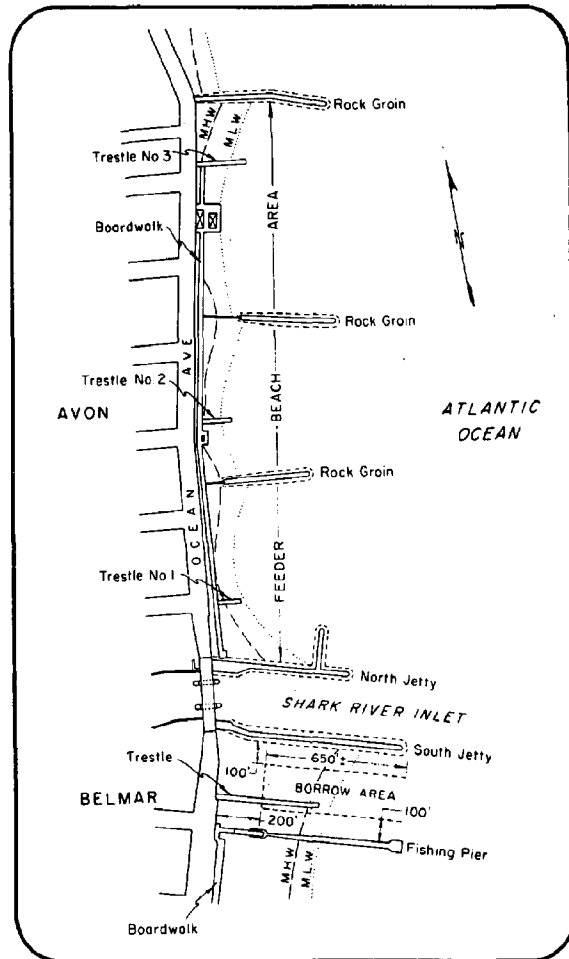 Rock Groin
MHW
MLW
Trestle No 3
AREA
Boardwalk
N
Rock Groin
AVE
Trestle No. 2
AVON
BEACH
ATLANTIC
OCEAN
Rock Groin
OCEAN
FEEDER
Trestle No 1
North Jetty
SHARK RIVER INLET
South Jetty
Trestle
650'±
100'
BORROW AREA
BELMAR
100'
200'
Fishing Pier
MHW
MLW
Boardwalk